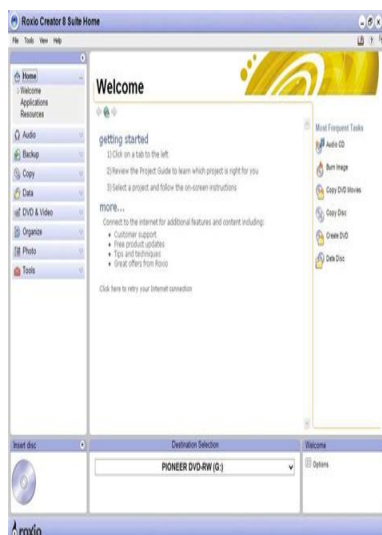 Roxio Creator 8 Suite Home
File Tools View Help
Home
Welcome
Applications
Resources
Audio
Backup
Copy
Data
DVD & Video
Organize
Photo
Tools
Welcome
getting started
1)Click on a tab to the left
2)Review the Project Guide to learn which project is right for you
3)Select a project and follow the on-screen instructions
more...
Connect to the internet for additional features and content including:
Customer support
Free product updates
Tips and techniques
Great offers from Roxio
Click here to retry your Internet connection
Most Frequent Tasks
Audio CD
Burn Image
Copy DVD Movies
Copy Disc
Create DVD
Data Disc
Insert disc
Destination Selection
PIONEER DVD-RW (G:)
Welcome
Options
roxio